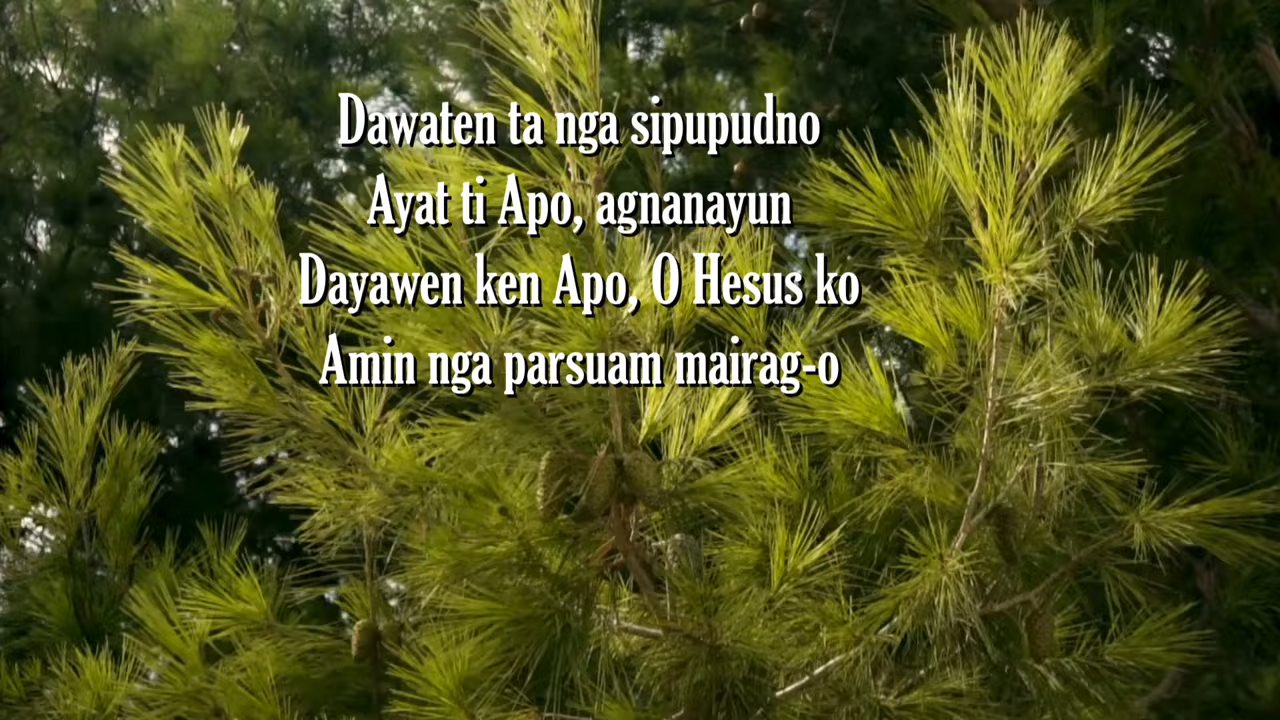 Dawaten ta nga sipupudno
Ayat ti Apo, agnanayun
Dayawen ken Apo, O Hesus ko
Amin nga parsuam mairag-o